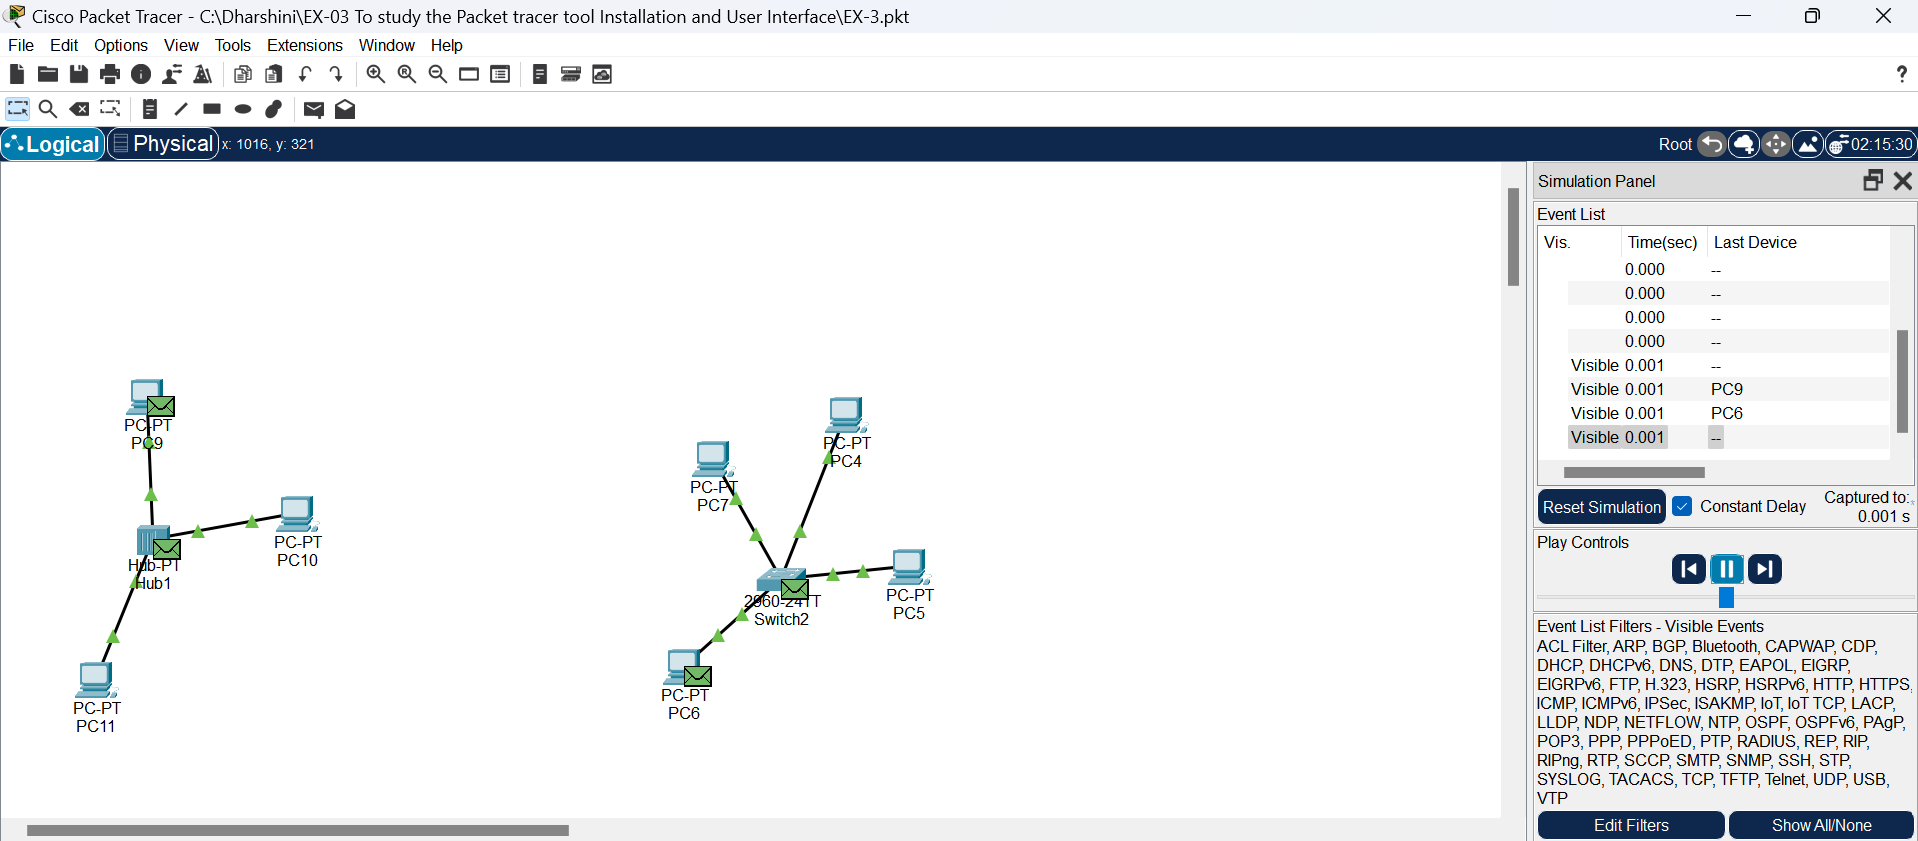 Cisco Packet Tracer - C:\Dharshini\EX-03 To study the Packet tracer tool Installation and User Interface\EX-3.pkt
File Edit Options View Tools Extensions Window Help
?
Logical Physical x: 1016, y: 321 Root 02:15:30
Simulation Panel
Event List
Vis. Time(sec) Last Device
0.000 --
0.000 --
0.000 --
0.000 --
Visible 0.001 --
Visible 0.001 PC9
Visible 0.001 PC6
Visible 0.001 --
Reset Simulation Constant Delay Captured to:
0.001 s
Play Controls
Event List Filters - Visible Events
ACL Filter, ARP, BGP, Bluetooth, CAPWAP, CDP,
DHCP, DHCPv6, DNS, DTP, EAPOL, EIGRP,
EIGRPv6, FTP, H.323, HSRP, HSRPv6, HTTP, HTTPS,
ICMP, ICMPv6, IPSec, ISAKMP, IoT, IoT TCP, LACP,
LLDP, NDP, NETFLOW, NTP, OSPF, OSPFv6, PAgP,
POP3, PPP, PPPoED, PTP, RADIUS, REP, RIP,
RIPng, RTP, SCCP, SMTP, SNMP, SSH, STP,
SYSLOG, TACACS, TCP, TFTP, Telnet, UDP, USB,
VTP
Edit Filters Show All/None
PC-PT
PC9
PC-PT
PC10
Hub-PT
Hub1
PC-PT
PC11
PC-PT
PC4
PC-PT
PC7
PC-PT
PC5
2960-24TT
Switch2
PC-PT
PC6